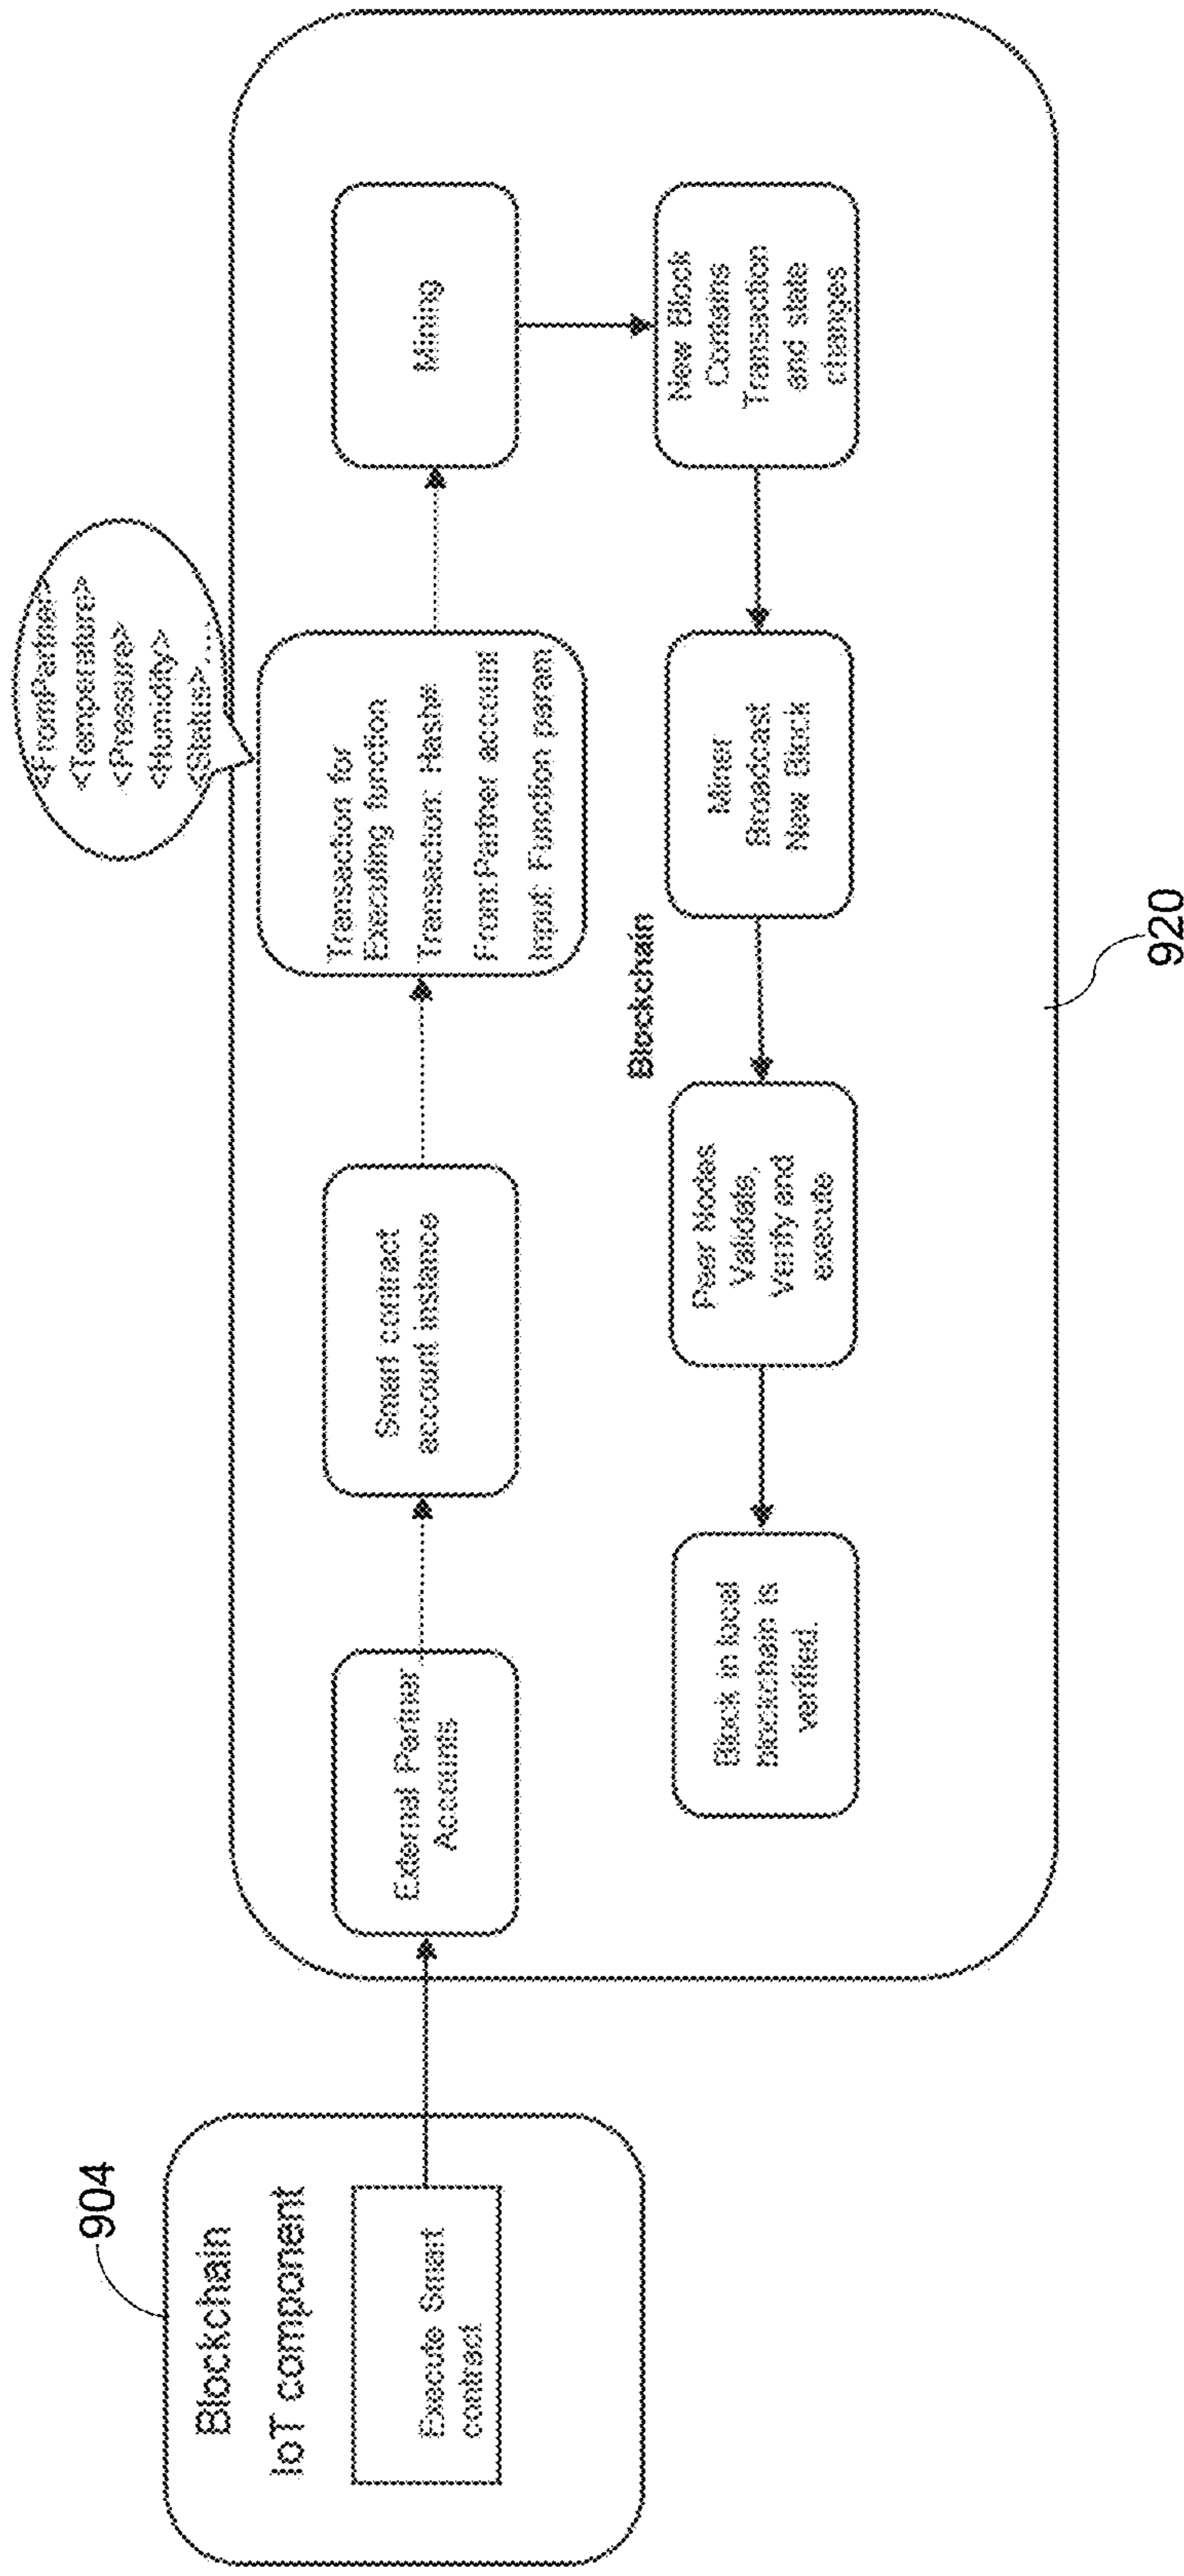 904
Blockchain
IoT component
Execute Smart
contract
External Partner
Accounts
Smart contract
account instance
<FromPartner>
<Temperature>
<Pressure>
<Humidity>
<Status>....
Transaction for
Executing function
Transaction: Hash#
From:Partner account
Input: Function param
Mining
New Block
Contains
Transaction
and state
changes
Miner
Broadcast
New Block
Peer Nodes
Validate,
Verify and
execute
Block in local
blockchain is
verified.
Blockchain
920